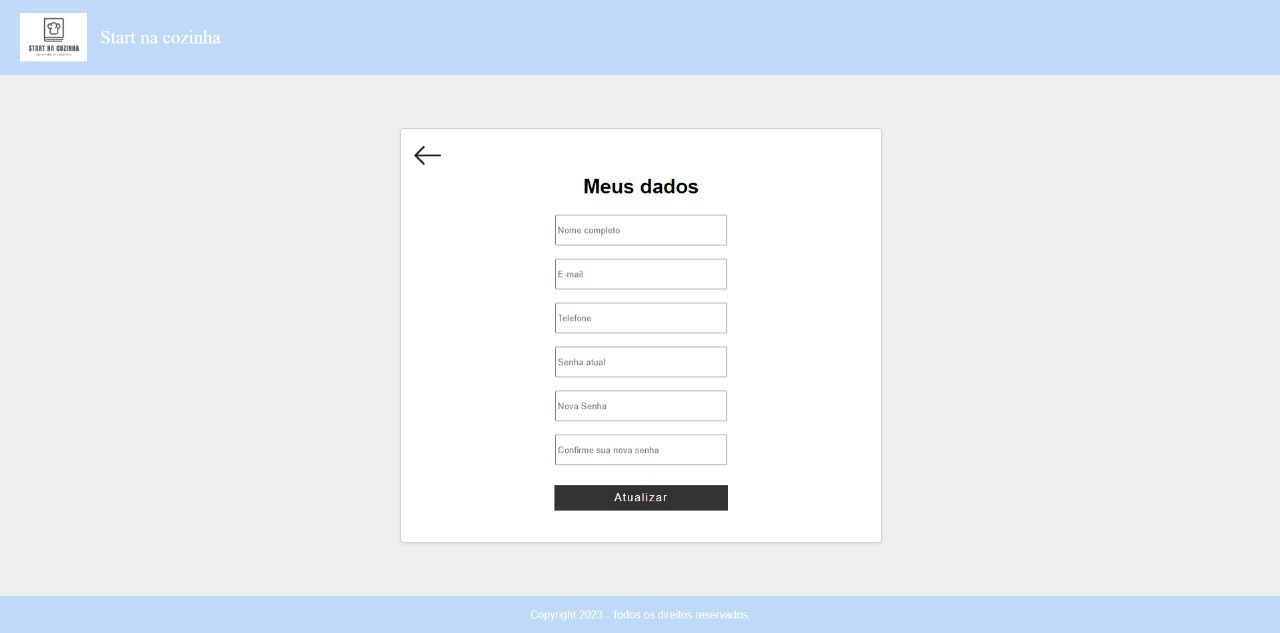 START NA COZINHA
Start na cozinha
Meus dados
Nome completo
E-mail
Telefone
Senha atual
Nova Senha
Confirme sua nova senha
Atualizar
Copyright 2023 - Todos os direitos reservados.